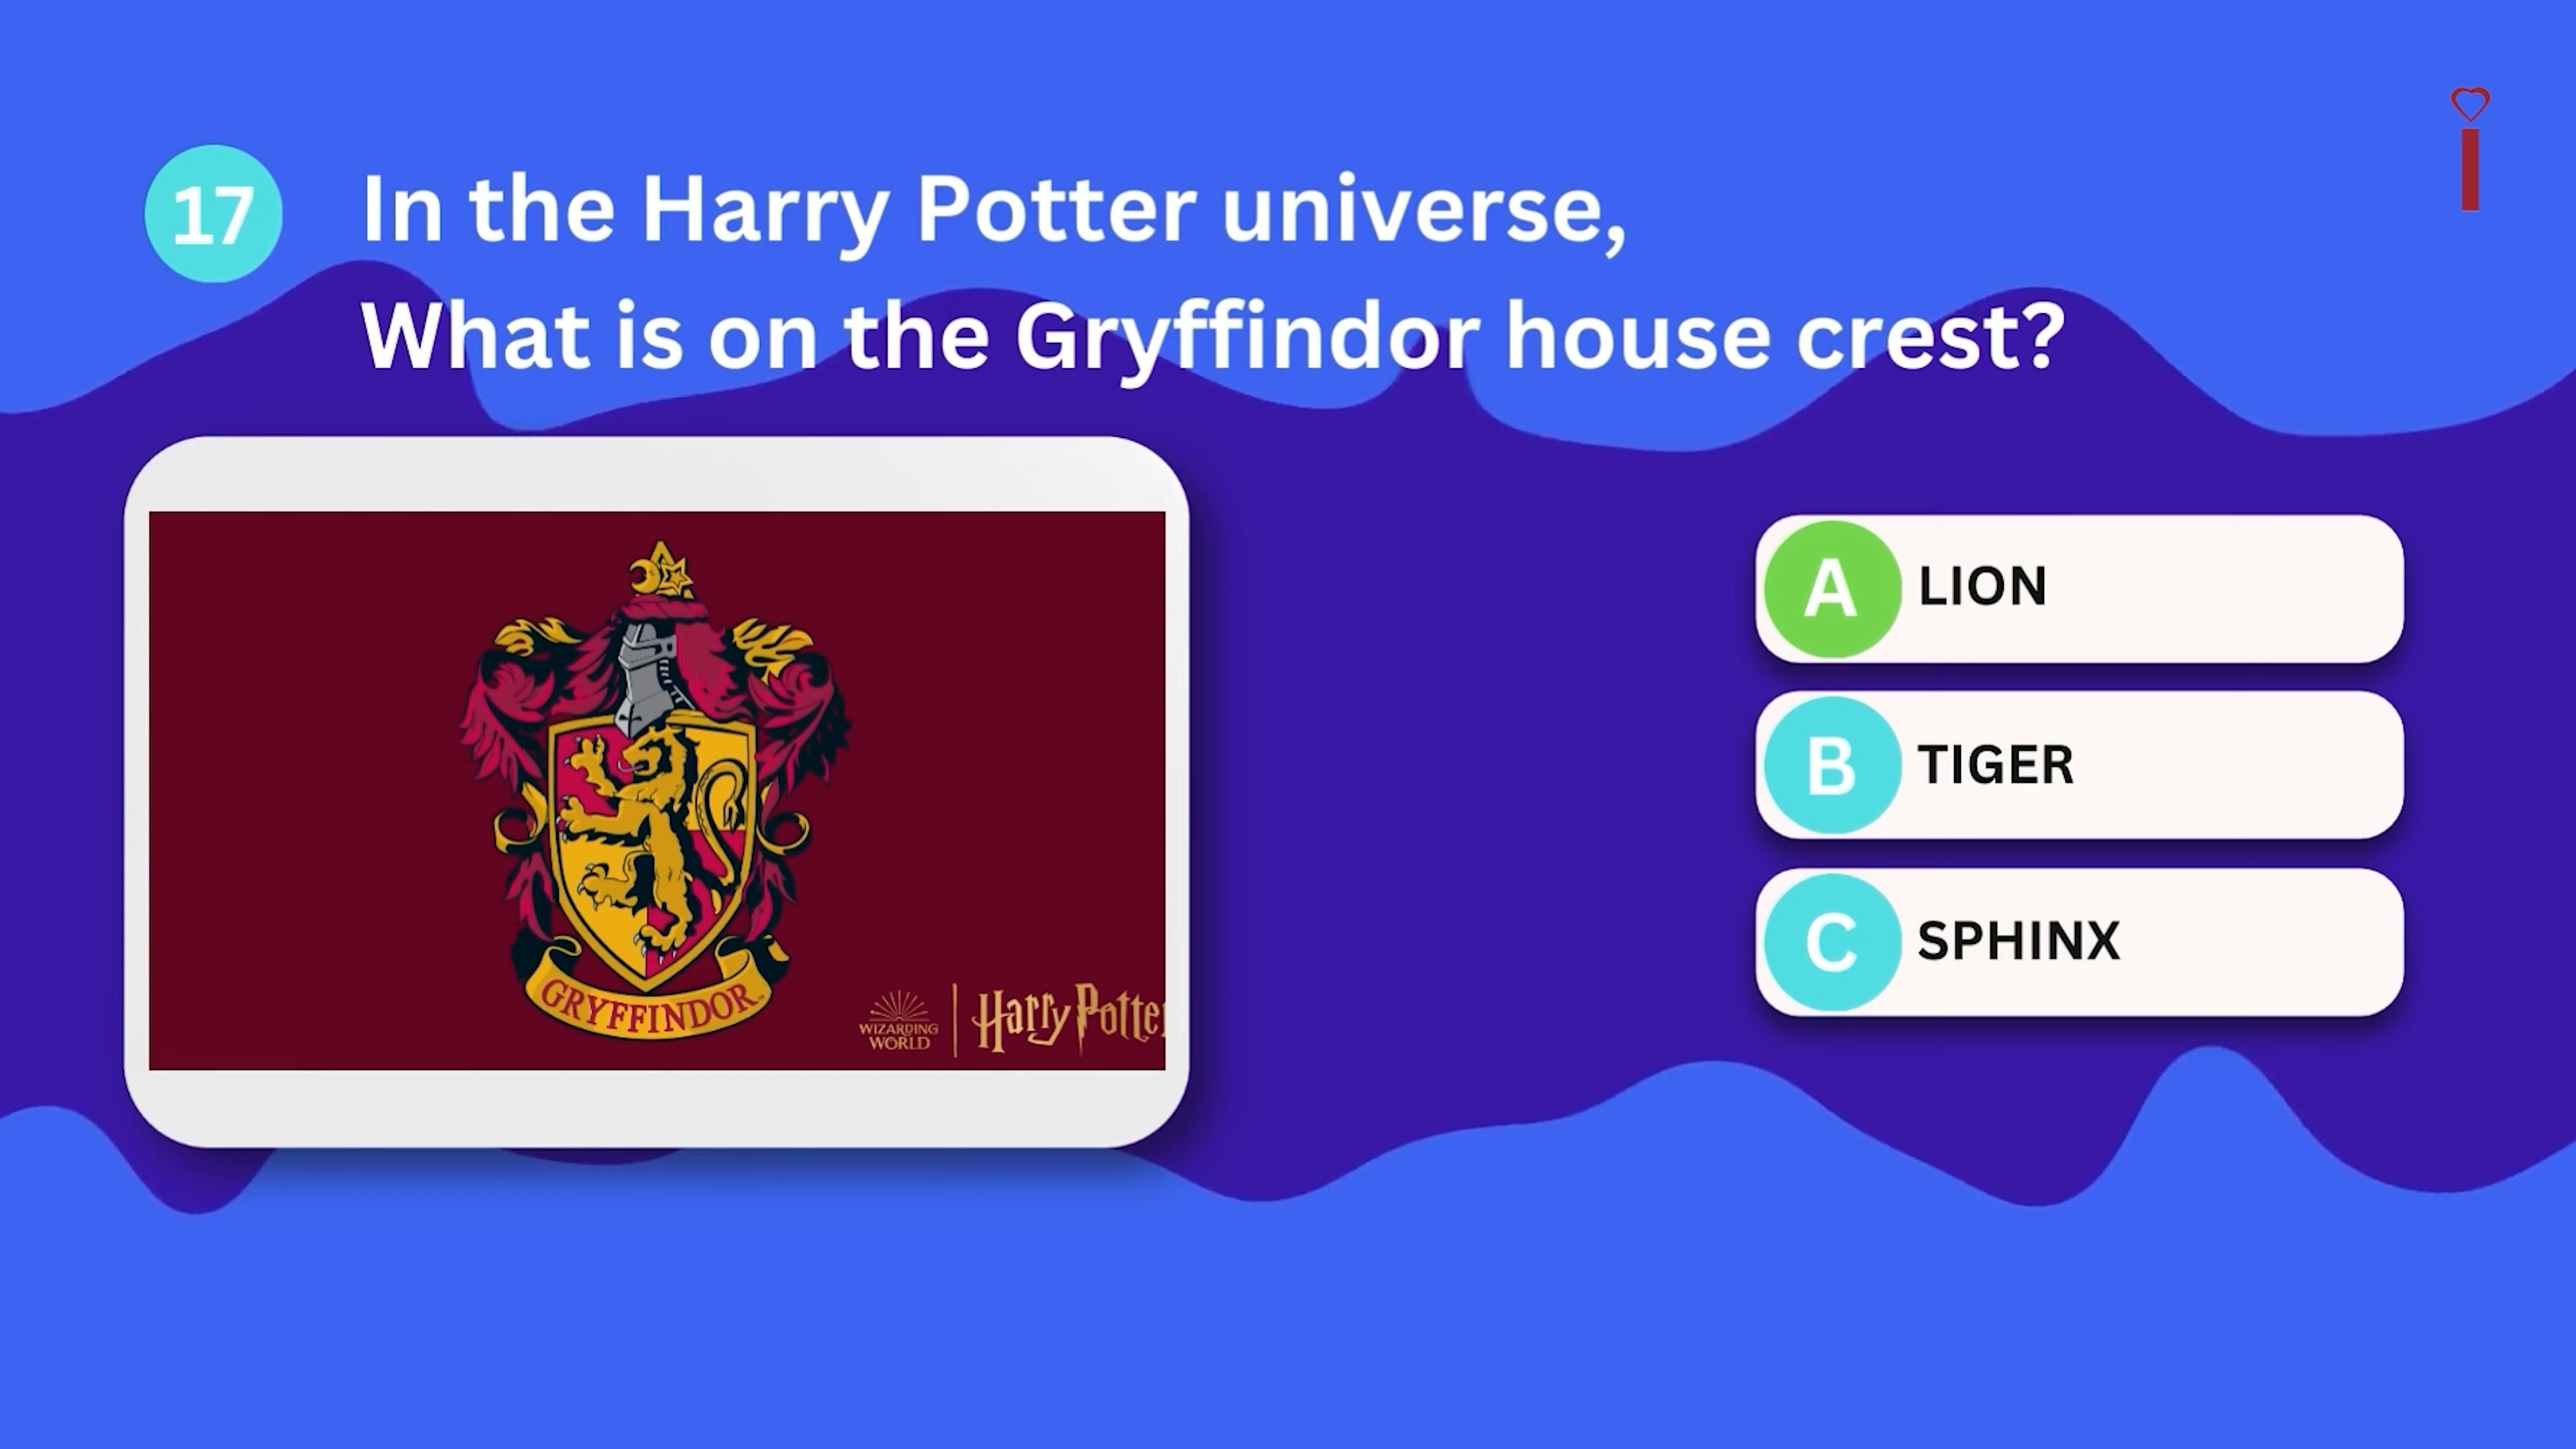 17
In the Harry Potter universe,
What is on the Gryffindor house crest?
GRYFFINDOR
WIZARDING
WORLD
Harry Potter
A LION
B TIGER
C SPHINX